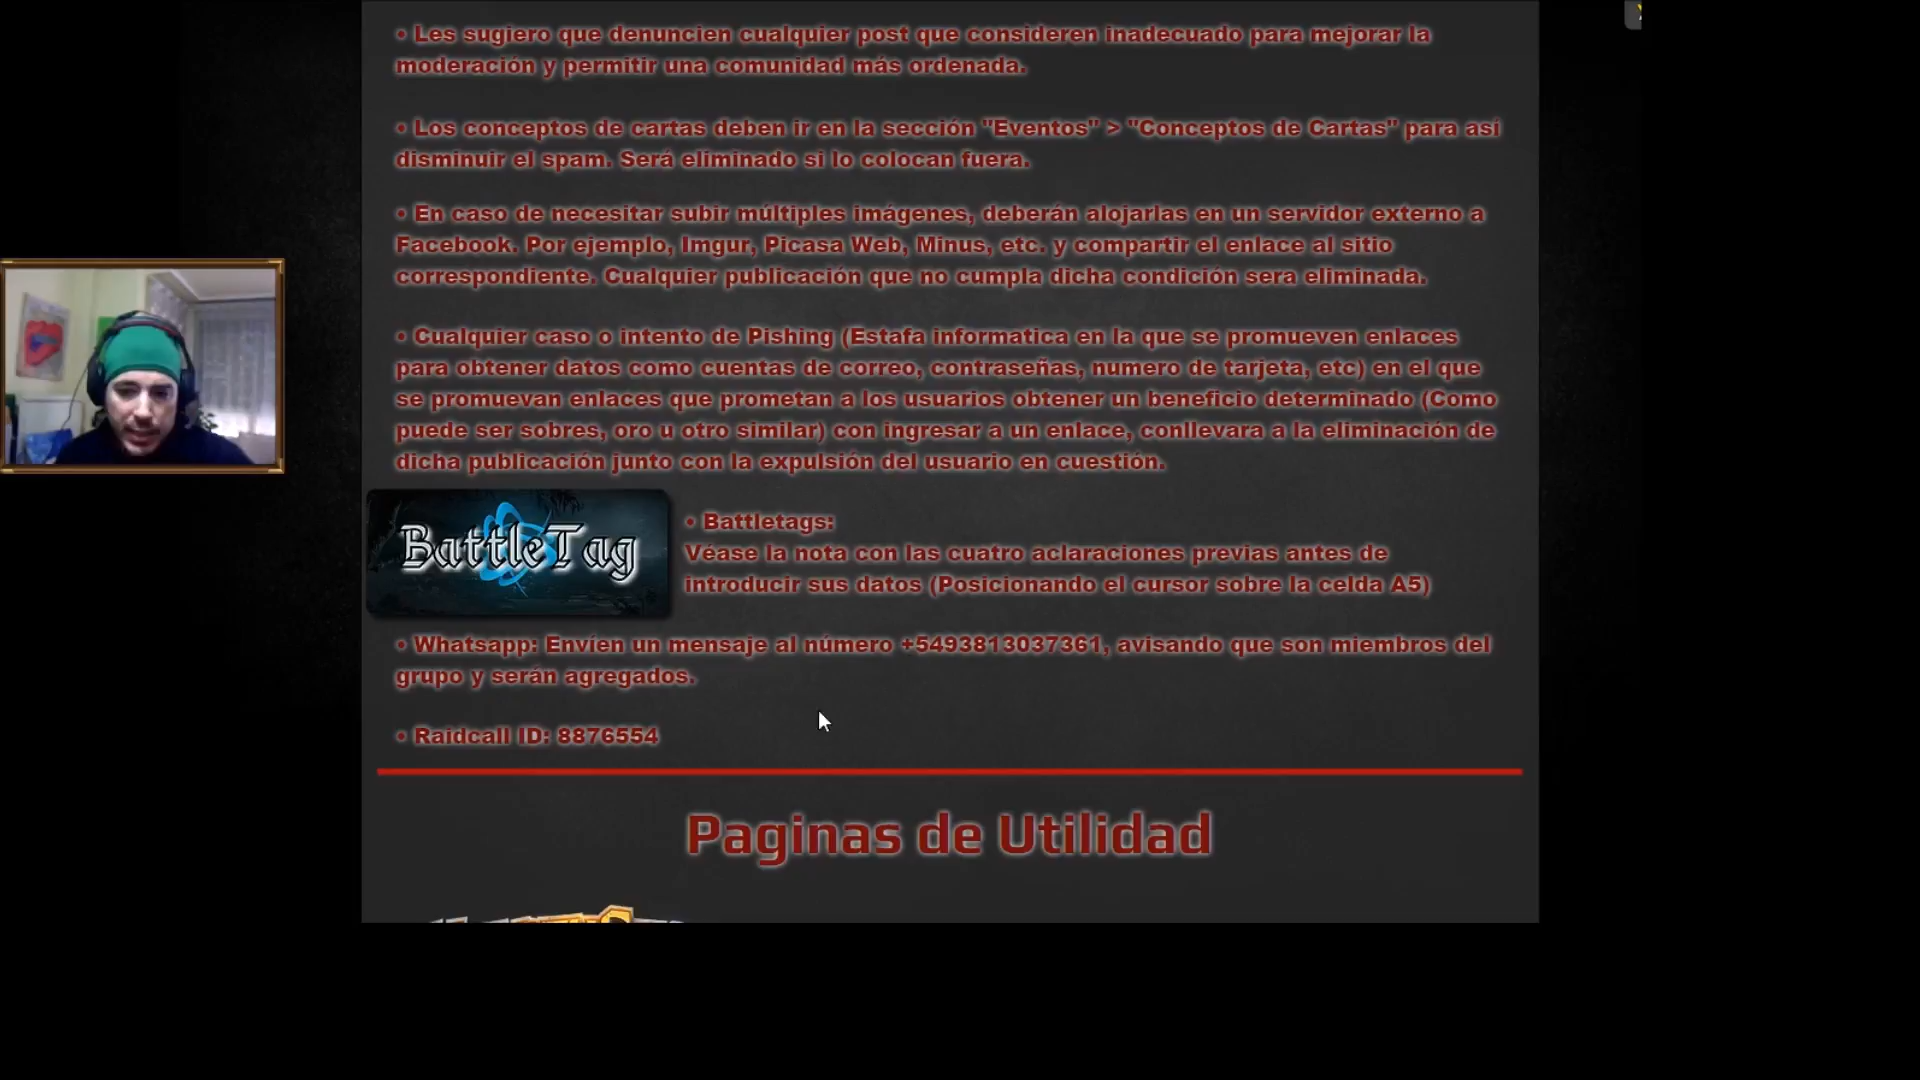 • Les sugiero que denuncien cualquier post que consideren inadecuado para mejorar la
moderación y permitir una comunidad más ordenada.
• Los conceptos de cartas deben ir en la sección "Eventos" > "Conceptos de Cartas" para así
disminuir el spam. Será eliminado si lo colocan fuera.
• En caso de necesitar subir múltiples imágenes, deberán alojarlas en un servidor externo a
Facebook. Por ejemplo, Imgur, Picasa Web, Minus, etc. y compartir el enlace al sitio
correspondiente. Cualquier publicación que no cumpla dicha condición sera eliminada.
• Cualquier caso o intento de Pishing (Estafa informatica en la que se promueven enlaces
para obtener datos como cuentas de correo, contraseñas, numero de tarjeta, etc) en el que
se promuevan enlaces que prometan a los usuarios obtener un beneficio determinado (Como
puede ser sobres, oro u otro similar) con ingresar a un enlace, conllevara a la eliminación de
dicha publicación junto con la expulsión del usuario en cuestión.
BattleTag
• Battletags:
Véase la nota con las cuatro aclaraciones previas antes de
introducir sus datos (Posicionando el cursor sobre la celda A5)
• Whatsapp: Envíen un mensaje al número +5493813037361, avisando que son miembros del
grupo y serán agregados.
• Raidcall ID: 8876554
Paginas de Utilidad